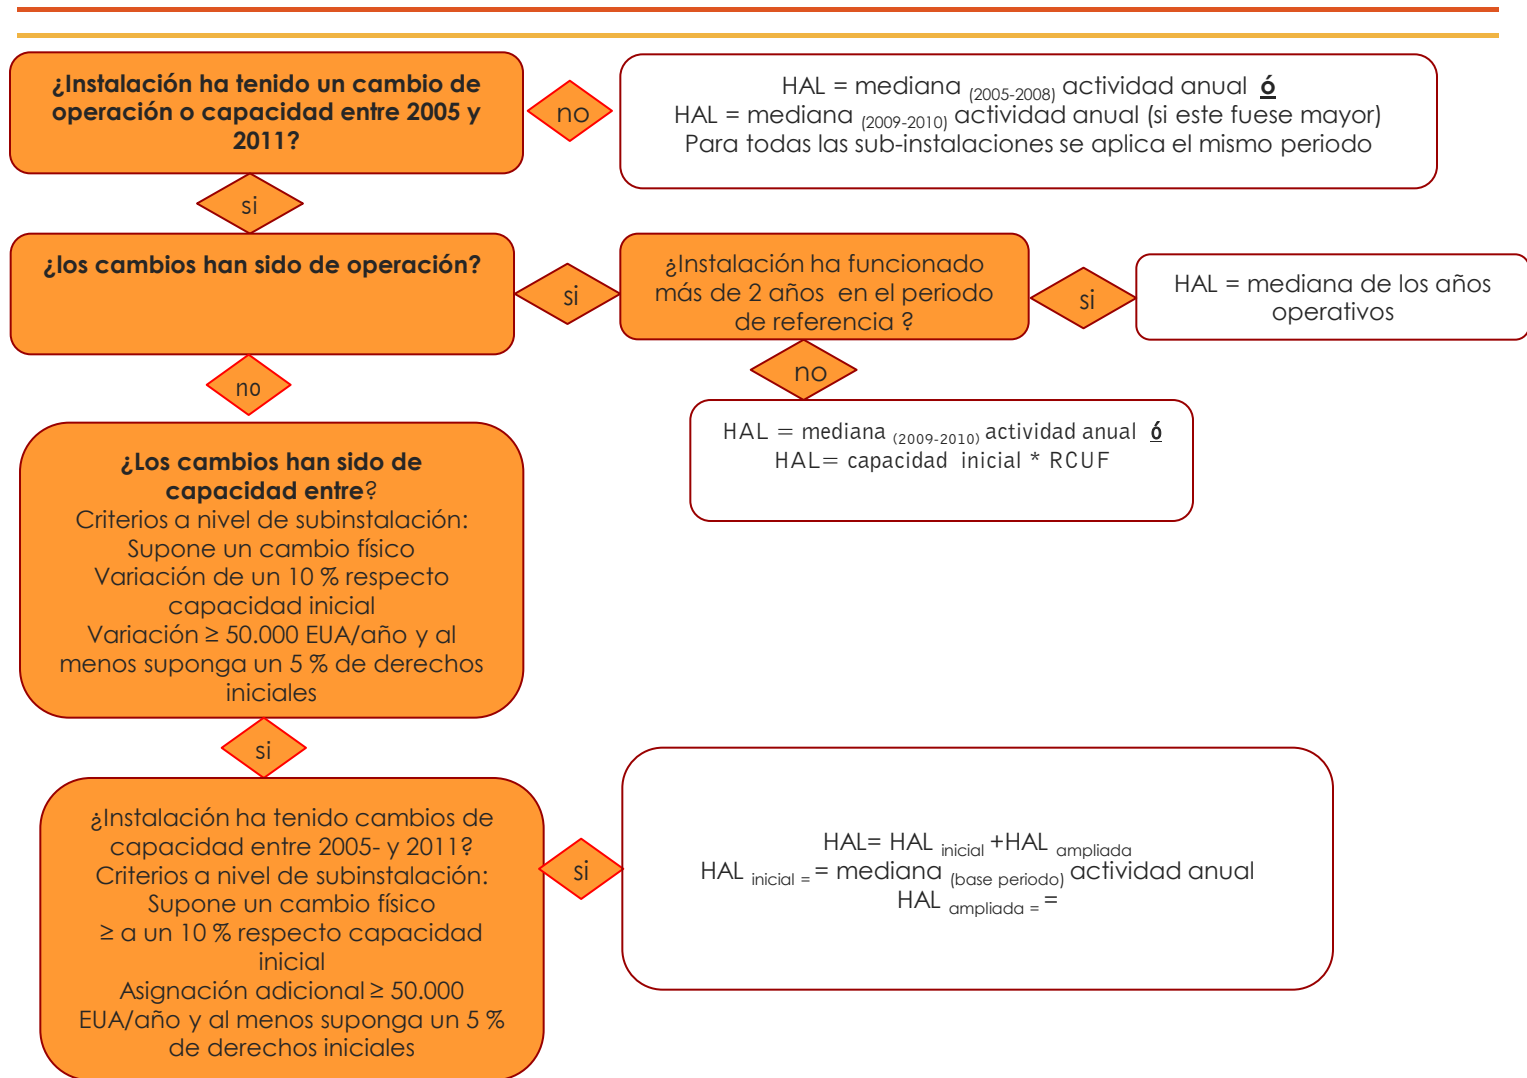 ¿Instalación ha tenido un cambio de
operación o capacidad entre 2005 y
2011?
no
HAL = mediana (2005-2008) actividad anual ó
HAL = mediana (2009-2010) actividad anual (si este fuese mayor)
Para todas las sub-instalaciones se aplica el mismo periodo
si
¿los cambios han sido de operación?
si
¿Instalación ha funcionado
más de 2 años en el periodo
de referencia ?
si
HAL = mediana de los años
operativos
no
no
HAL = mediana (2009-2010) actividad anual ó
HAL= capacidad inicial * RCUF
¿Los cambios han sido de
capacidad entre?
Criterios a nivel de subinstalación:
Supone un cambio físico
Variación de un 10 % respecto
capacidad inicial
Variación ≥ 50.000 EUA/año y al
menos suponga un 5 % de derechos
iniciales
si
¿Instalación ha tenido cambios de
capacidad entre 2005- y 2011?
Criterios a nivel de subinstalación:
Supone un cambio físico
≥ a un 10 % respecto capacidad
inicial
Asignación adicional ≥ 50.000
EUA/año y al menos suponga un 5 %
de derechos iniciales
si
HAL= HAL inicial +HAL ampliada
HAL inicial = = mediana (base periodo) actividad anual
HAL ampliada = =